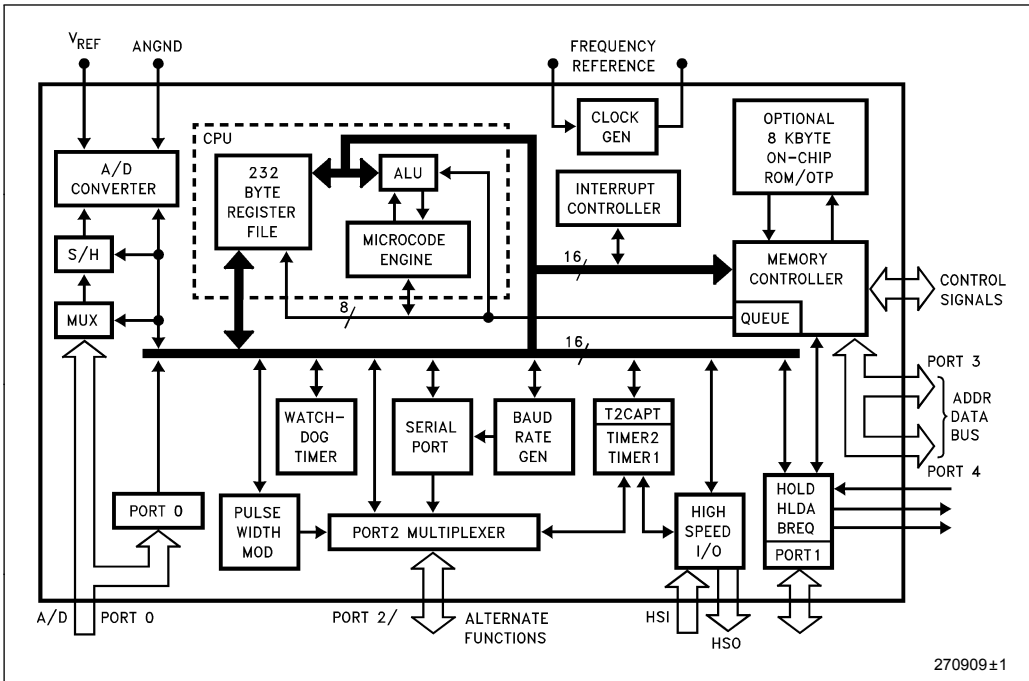 VREF
ANGND
FREQUENCY
REFERENCE
CPU
A/D
CONVERTER
232
BYTE
REGISTER
FILE
ALU
MICROCODE
ENGINE
CLOCK
GEN
INTERRUPT
CONTROLLER
OPTIONAL
8 KBYTE
ON-CHIP
ROM/OTP
S/H
MUX
8
16
MEMORY
CONTROLLER
QUEUE
CONTROL
SIGNALS
16
WATCH-
DOG
TIMER
SERIAL
PORT
BAUD
RATE
GEN
T2CAPT
TIMER2
TIMER1
PORT 3
ADDR
DATA
BUS
PORT 4
PORT 0
PULSE
WIDTH
MOD
PORT2 MULTIPLEXER
HIGH
SPEED
I/O
HOLD
HLDA
BREQ
PORT1
A/D
PORT 0
PORT 2/
ALTERNATE
FUNCTIONS
HSI
HSO
270909±1